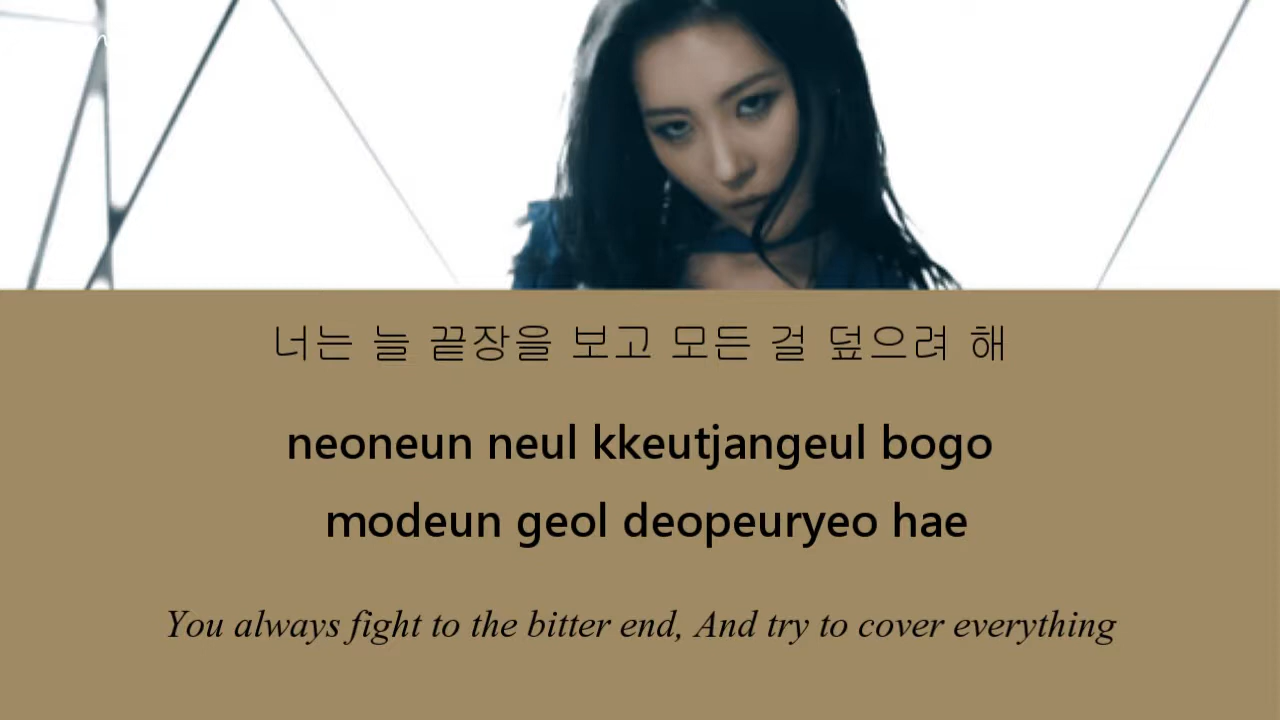 너는 늘 끝장을 보고 모든 걸 덮으려 해
neoneun neul kkeutjangeul bogo
modeun geol deopeuryeo hae
You always fight to the bitter end, And try to cover everything